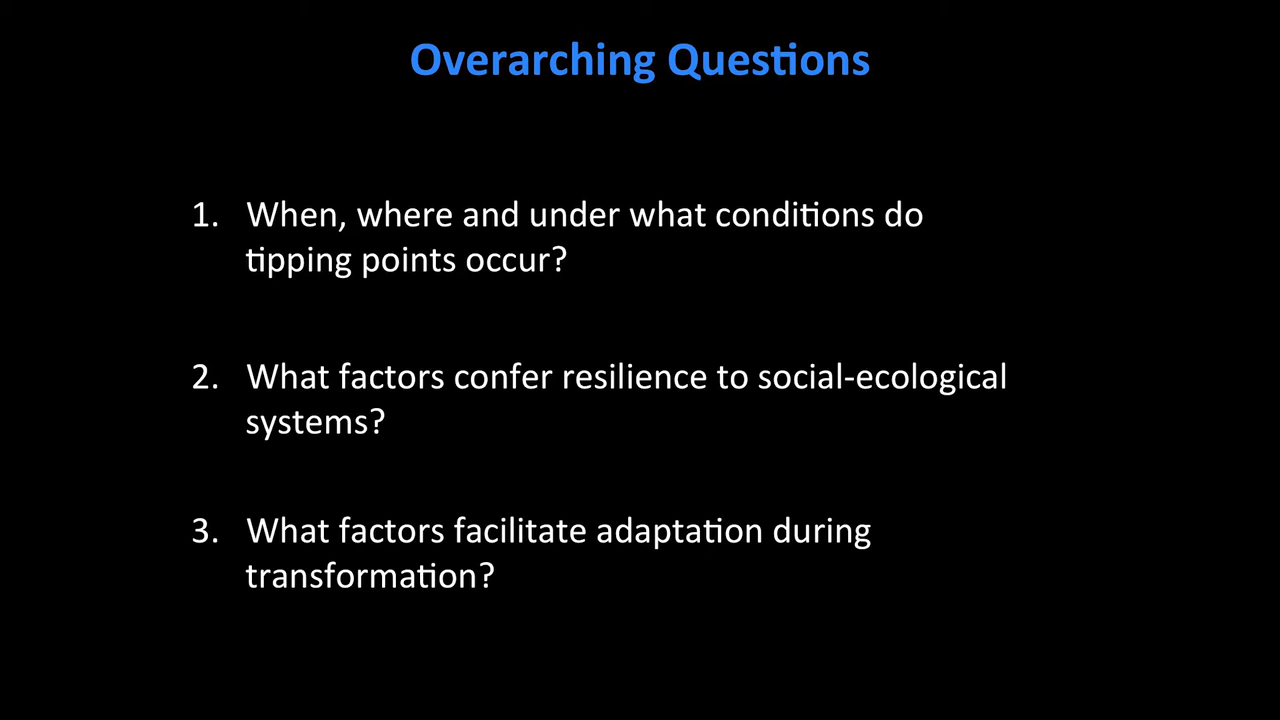 Overarching Questions
1. When, where and under what conditions do
tipping points occur?
2. What factors confer resilience to social-ecological
systems?
3. What factors facilitate adaptation during
transformation?